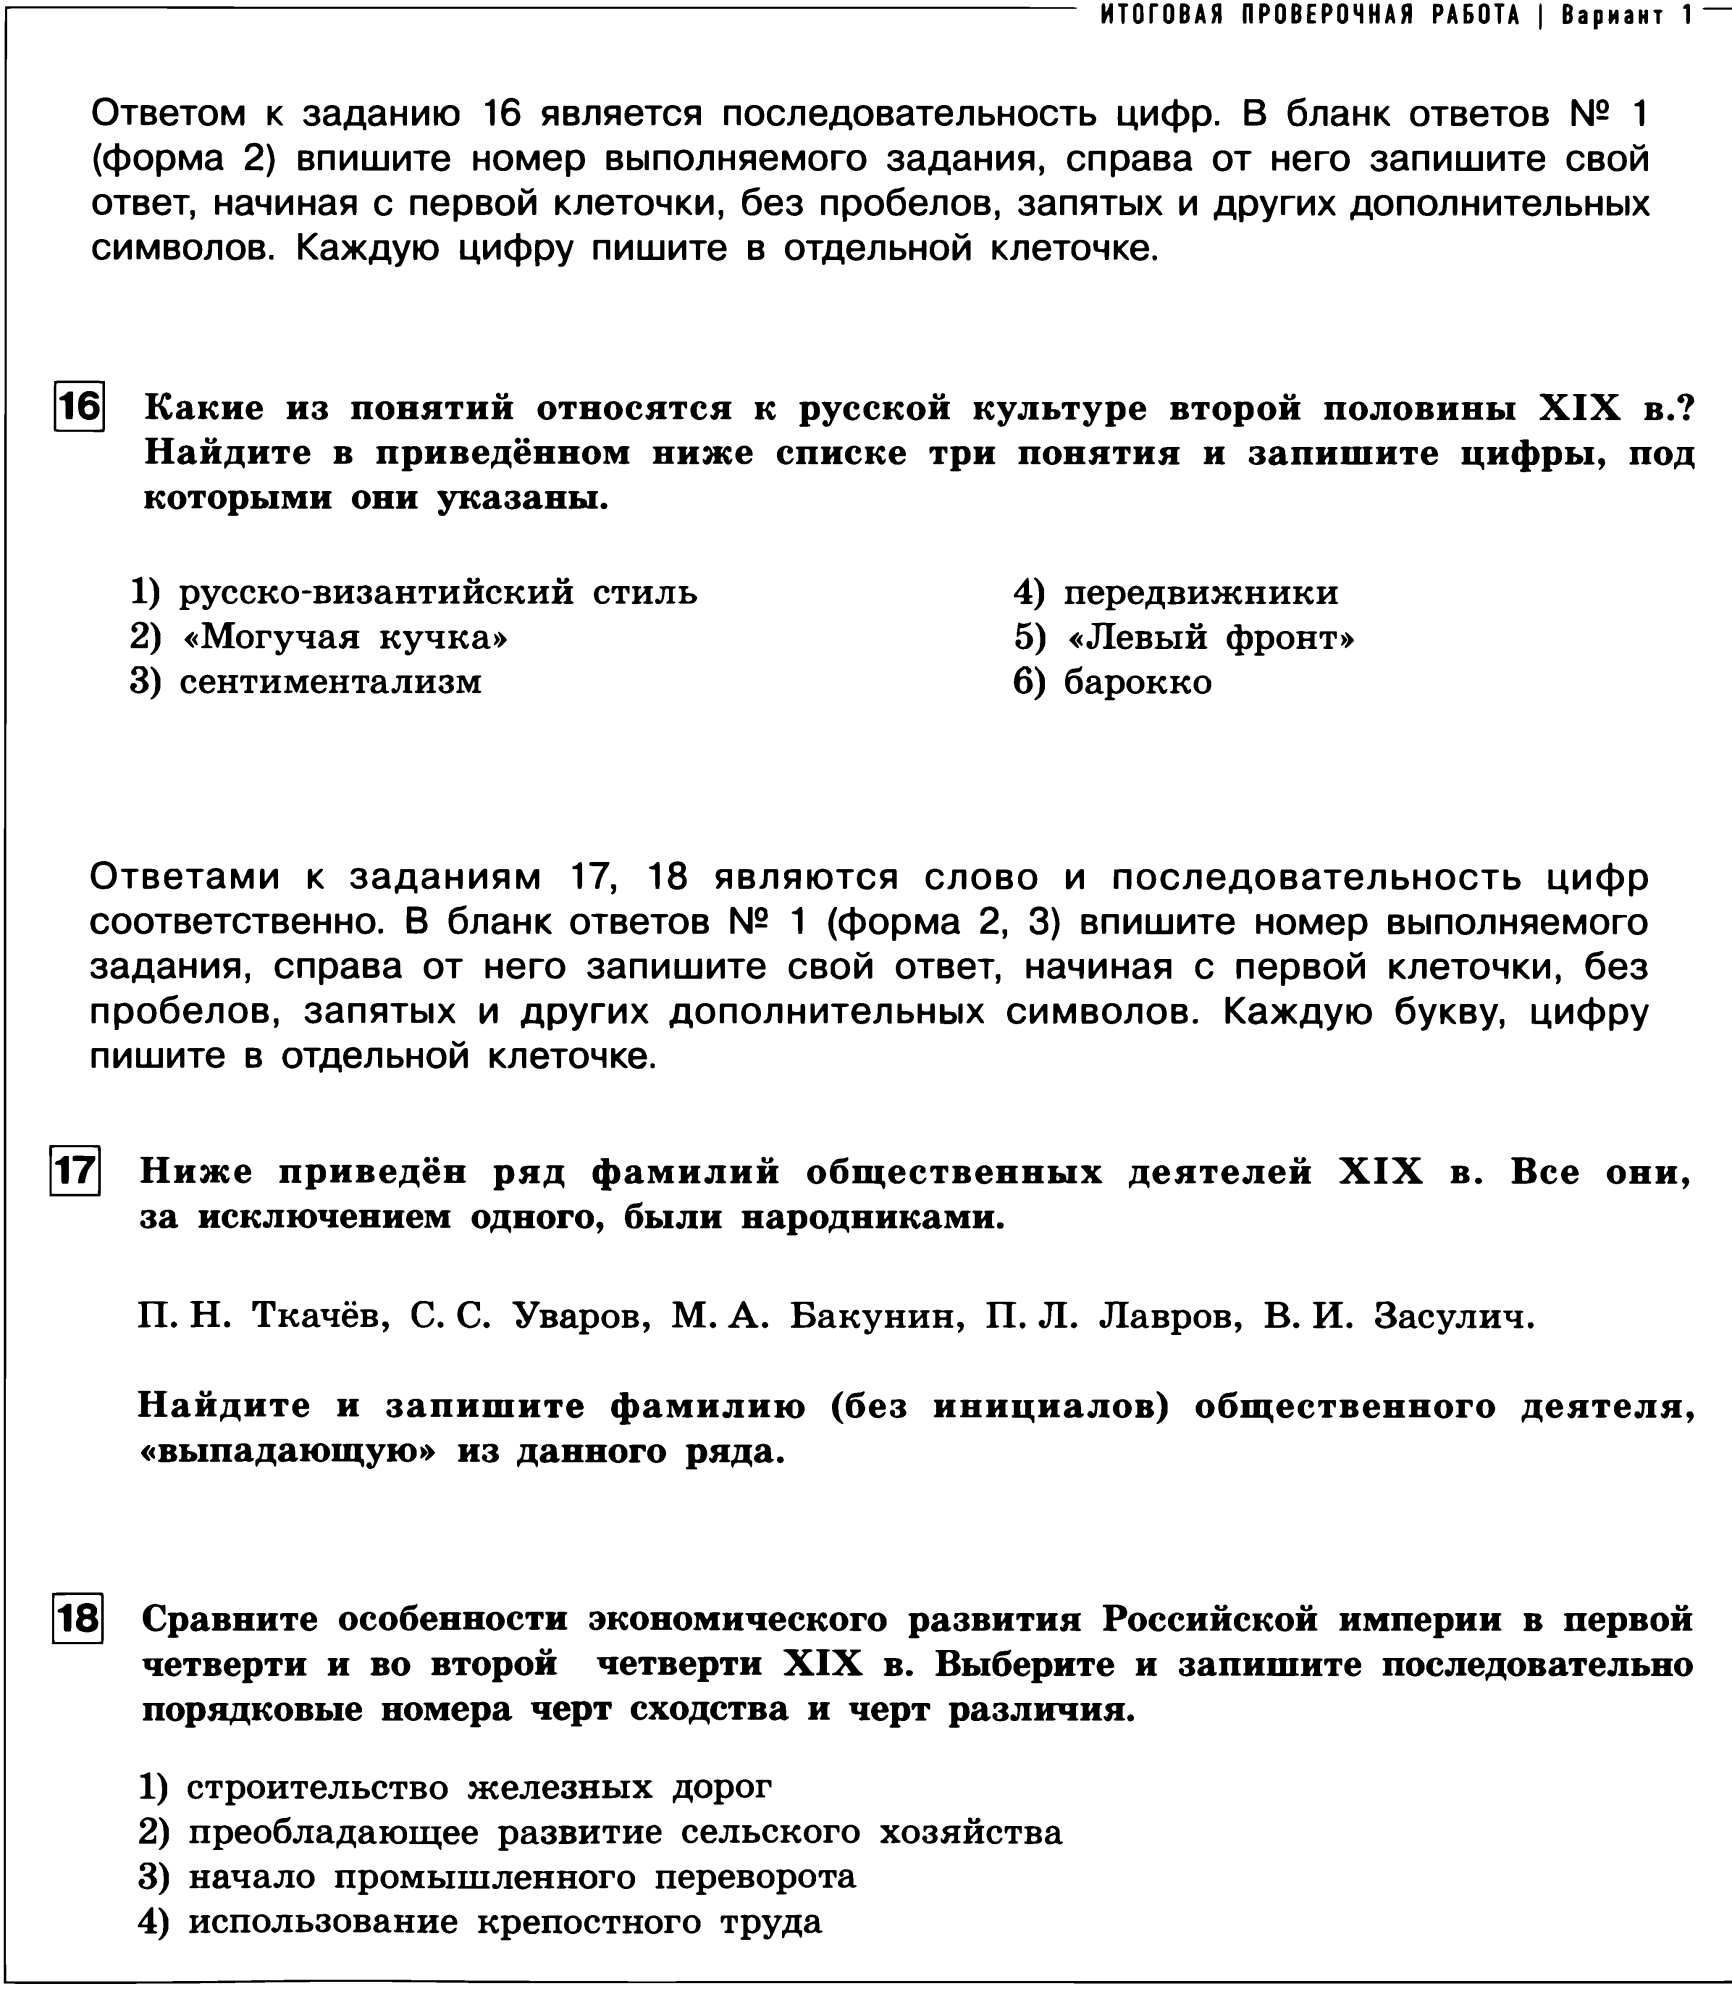 ИТОГОВАЯ ПРОВЕРОЧНАЯ РАБОТА | Вариант 1
Ответом к заданию 16 является последовательность цифр. В бланк ответов № 1
(форма 2) впишите номер выполняемого задания, справа от него запишите свой
ответ, начиная с первой клеточки, без пробелов, запятых и других дополнительных
символов. Каждую цифру пишите в отдельной клеточке.
16 Какие из понятий относятся к русской культуре второй половины XIX в.?
Найдите в приведённом ниже списке три понятия и запишите цифры, под
которыми они указаны.
1) русско-византийский стиль
2) «Могучая кучка»
3) сентиментализм
4) передвижники
5) «Левый фронт»
6) барокко
Ответами к заданиям 17, 18 являются слово и последовательность цифр
соответственно. В бланк ответов № 1 (форма 2, 3) впишите номер выполняемого
задания, справа от него запишите свой ответ, начиная с первой клеточки, без
пробелов, запятых и других дополнительных символов. Каждую букву, цифру
пишите в отдельной клеточке.
17 Ниже приведён ряд фамилий общественных деятелей XIX в. Все они,
за исключением одного, были народниками.
П. Н. Ткачёв, С. С. Уваров, М. А. Бакунин, П. Л. Лавров, В. И. Засулич.
Найдите и запишите фамилию (без инициалов) общественного деятеля,
«выпадающую» из данного ряда.
18 Сравните особенности экономического развития Российской империи в первой
четверти и во второй четверти XIX в. Выберите и запишите последовательно
порядковые номера черт сходства и черт различия.
1) строительство железных дорог
2) преобладающее развитие сельского хозяйства
3) начало промышленного переворота
4) использование крепостного труда